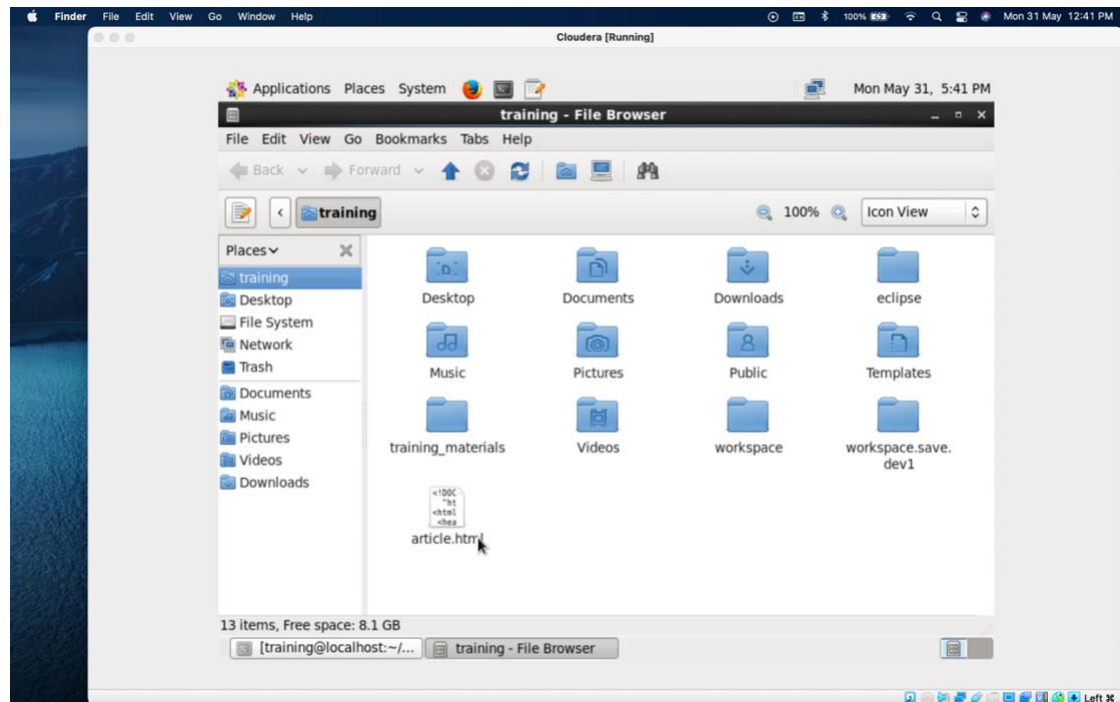 Finder File Edit View Go Window Help 100% Mon 31 May 12:41 PM
Cloudera [Running]
Applications Places System Mon May 31, 5:41 PM
training - File Browser
File Edit View Go Bookmarks Tabs Help
Back Forward
training 100% Icon View
Places
training
Desktop
File System
Network
Trash
Documents
Music
Pictures
Videos
Downloads
Desktop Documents Downloads eclipse
Music Pictures Public Templates
training_materials Videos workspace workspace.save.
dev1
<!DOC
"ht
<html
<hea
article.html
13 items, Free space: 8.1 GB
[training@localhost:~/... training - File Browser
Left ⌘